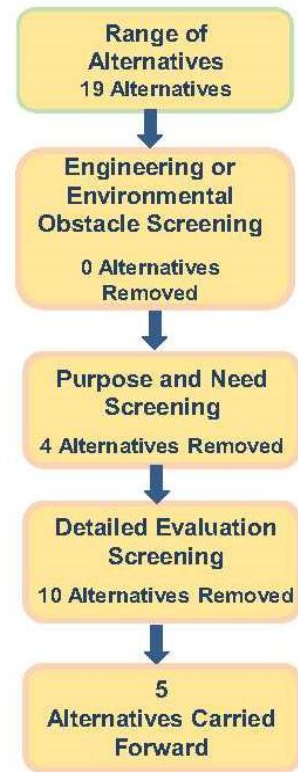 Range of
Alternatives
19 Alternatives
Engineering or
Environmental
Obstacle Screening
0 Alternatives
Removed
Purpose and Need
Screening
4 Alternatives Removed
Detailed Evaluation
Screening
10 Alternatives Removed
5
Alternatives Carried
Forward